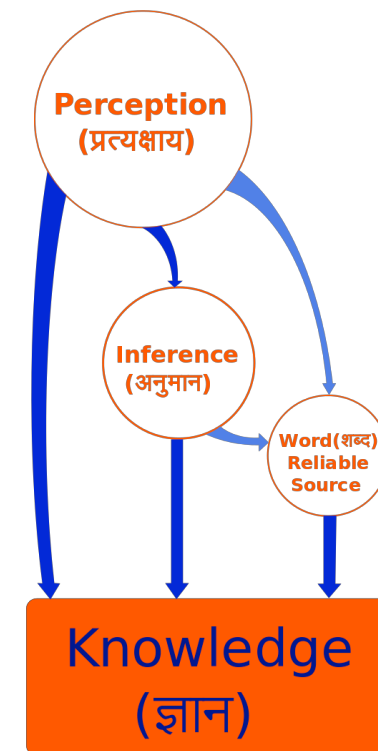 Perception
(प्रत्यक्षाय)
Inference
(अनुमान)
Word(शब्द)
Reliable
Source
Knowledge
(ज्ञान)